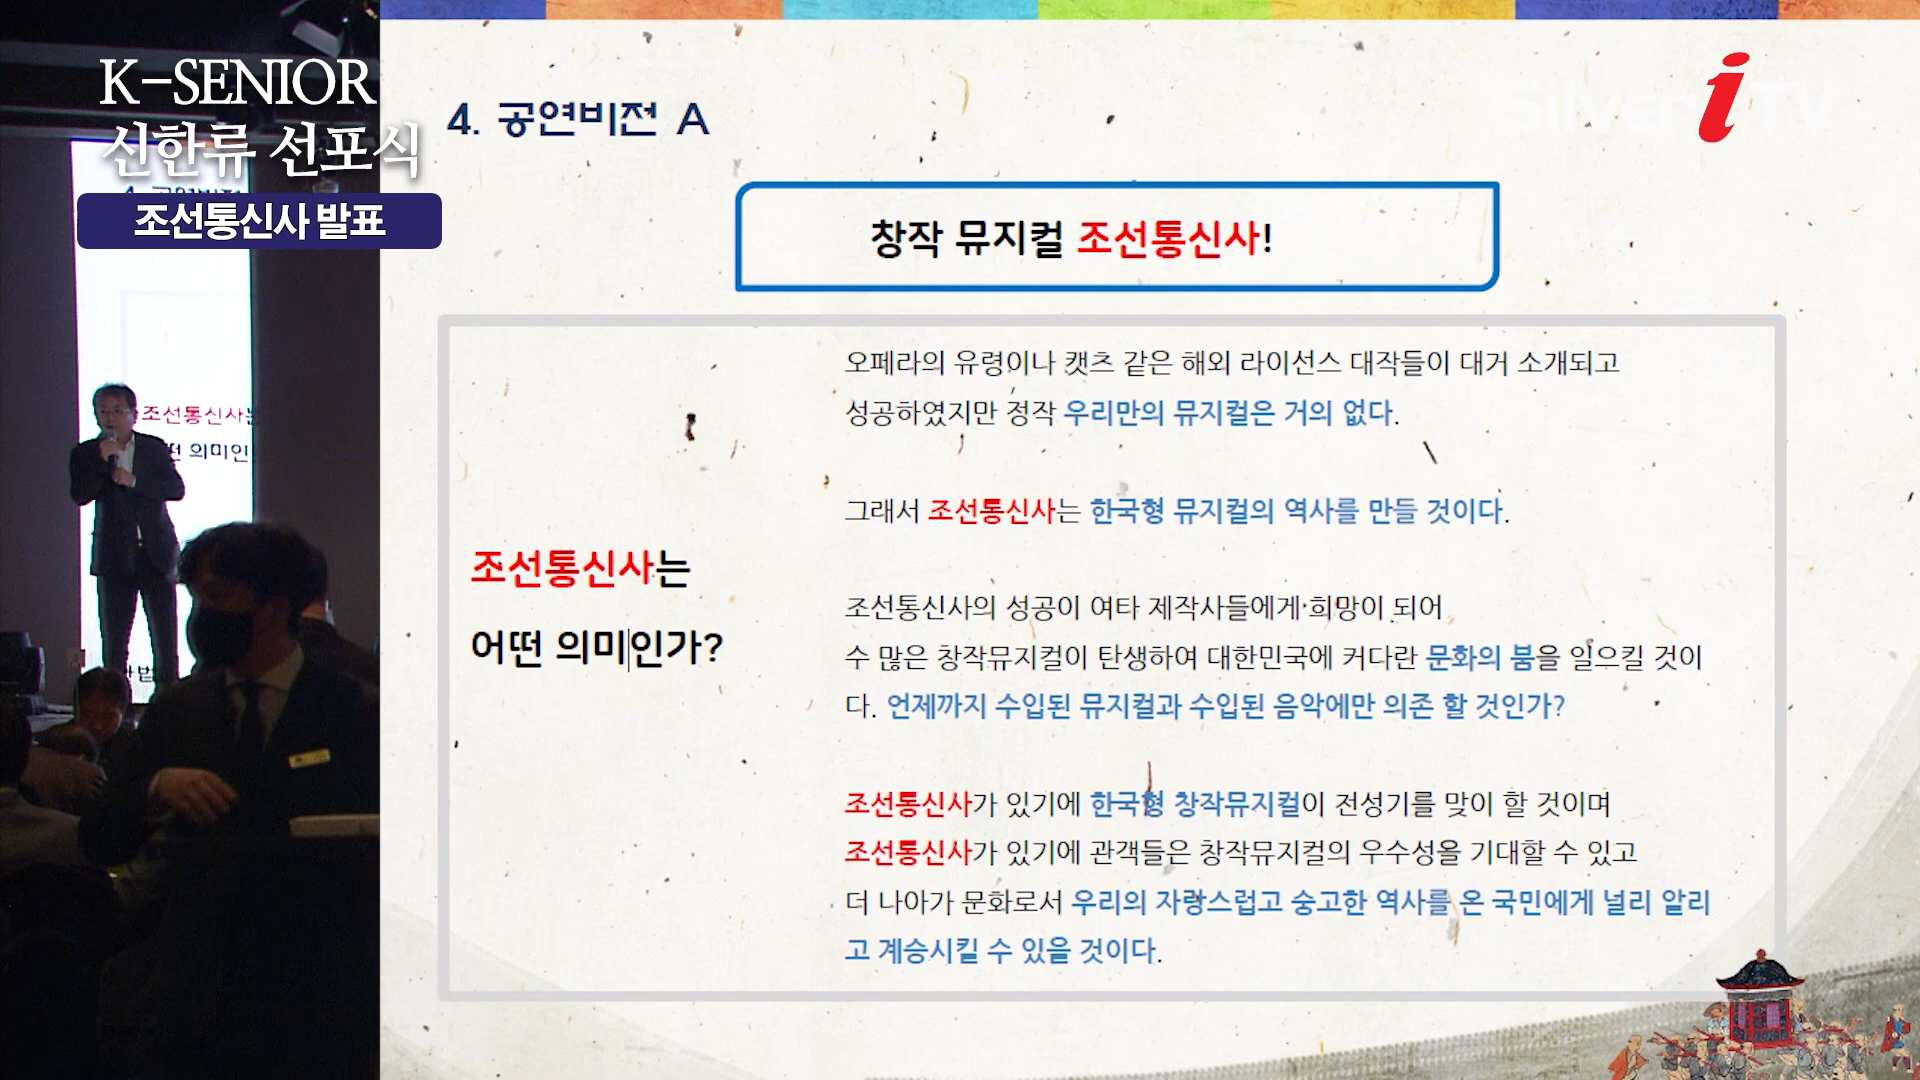 K-SENIOR
신한류 선포식
조선통신사 발표
Silver i TV
4. 공연비전 A
창작 뮤지컬 조선통신사!
조선통신사는
어떤 의미인가?
오페라의 유령이나 캣츠 같은 해외 라이선스 대작들이 대거 소개되고
성공하였지만 정작 우리만의 뮤지컬은 거의 없다.
그래서 조선통신사는 한국형 뮤지컬의 역사를 만들 것이다.
조선통신사의 성공이 여타 제작사들에게·희망이 되어
수 많은 창작뮤지컬이 탄생하여 대한민국에 커다란 문화의 붐을 일으킬 것이
다. 언제까지 수입된 뮤지컬과 수입된 음악에만 의존 할 것인가?
조선통신사가 있기에 한국형 창작뮤지컬이 전성기를 맞이 할 것이며
조선통신사가 있기에 관객들은 창작뮤지컬의 우수성을 기대할 수 있고
더 나아가 문화로서 우리의 자랑스럽고 숭고한 역사를 온 국민에게 널리 알리
고 계승시킬 수 있을 것이다.
조선통신사는
떤 의미인